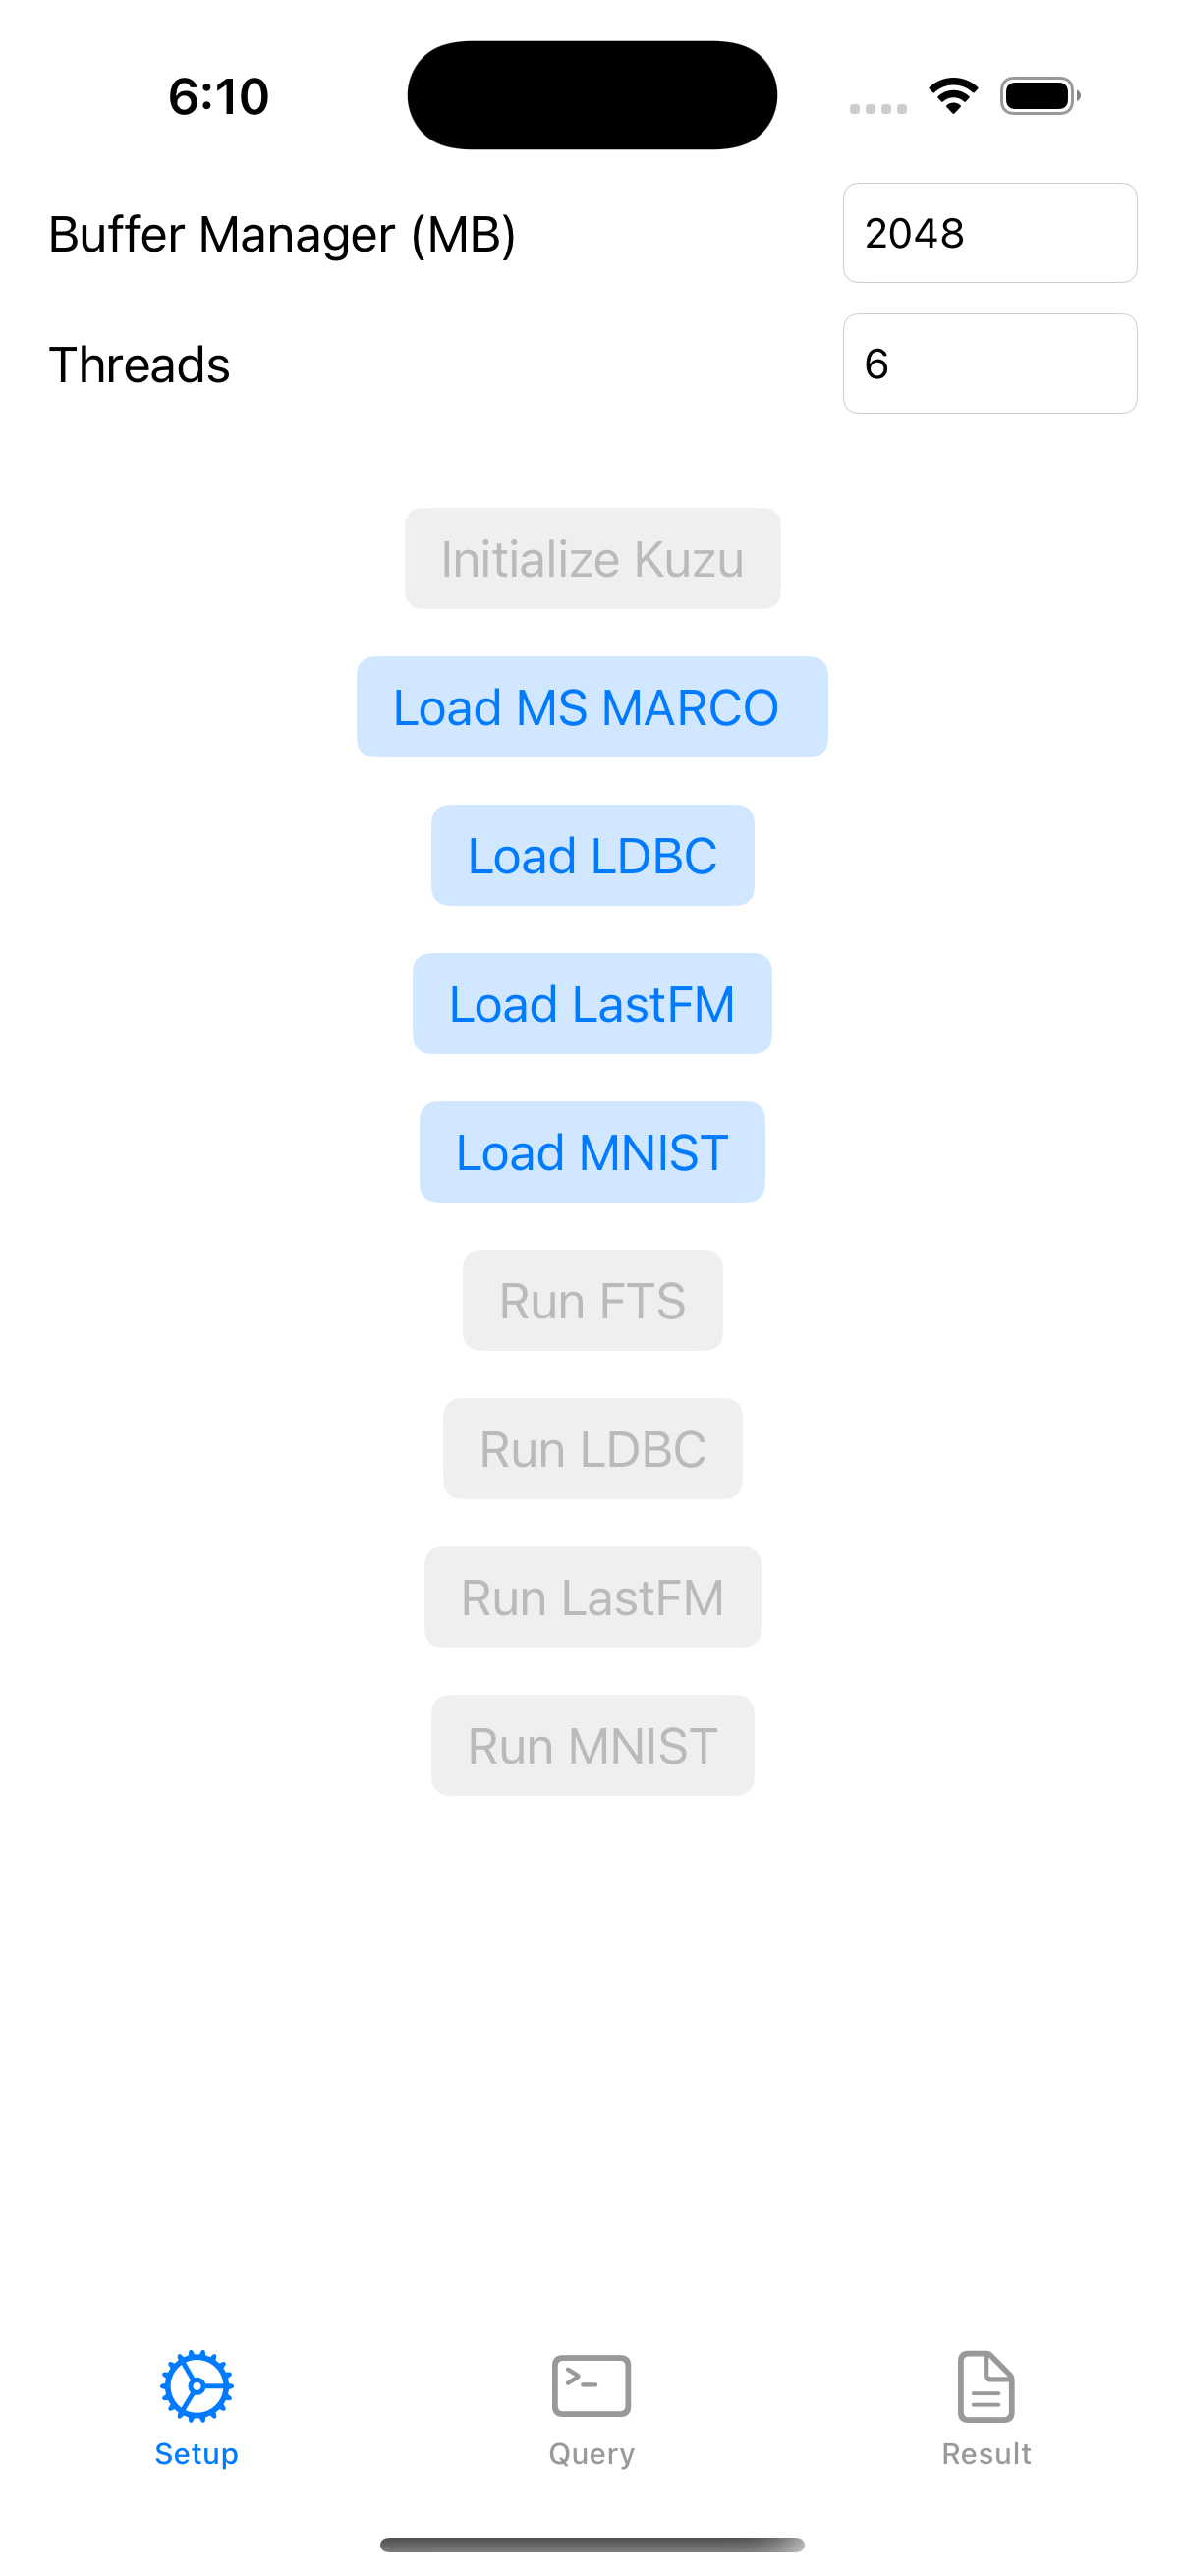 6:10
Buffer Manager (MB)
2048
Threads
6
Initialize Kuzu
Load MS MARCO
Load LDBC
Load LastFM
Load MNIST
Run FTS
Run LDBC
Run LastFM
Run MNIST
Setup
Query
Result